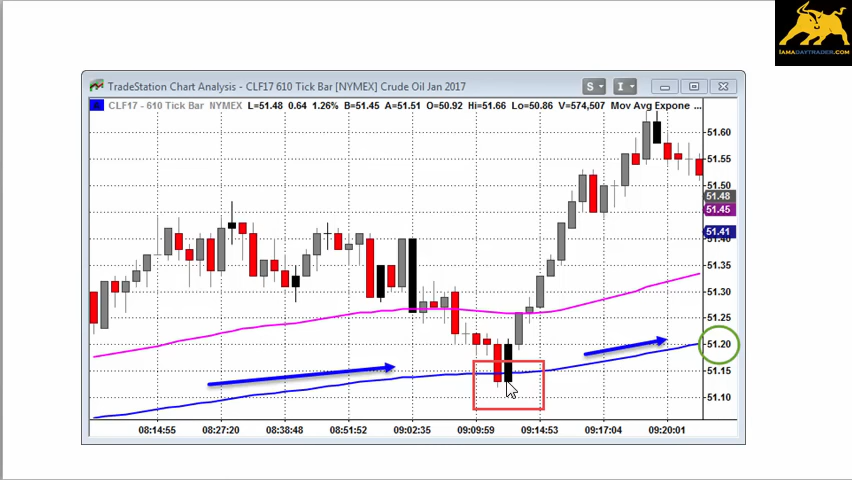 IAMADAYTRADER.COM
TradeStation Chart Analysis - CLF17 610 Tick Bar [NYMEX] Crude Oil Jan 2017
S
I
CLF17 - 610 Tick Bar NYMEX L=51.48 0.64 1.26% B=51.45 A=51.51 O=50.92 Hi=51.66 Lo=50.86 V=574,507 Mov Avg Expone ...
51.60
51.55
51.50
51.48
51.45
51.41
51.40
51.35
51.30
51.25
51.20
51.15
51.10
08:14:55 08:27:20 08:38:48 08:51:52 09:02:35 09:09:59 09:14:53 09:17:04 09:20:01